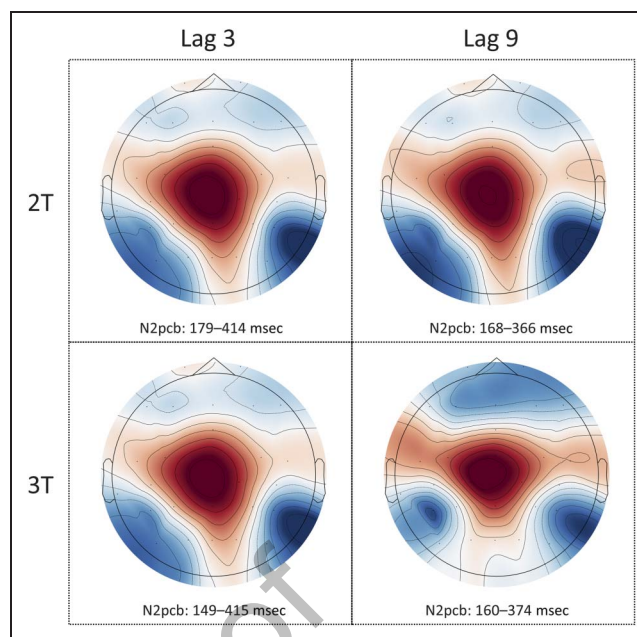 Lag 3 Lag 9
2T
N2pcb: 179–414 msec N2pcb: 168–366 msec
3T
N2pcb: 149–415 msec N2pcb: 160–374 msec
of